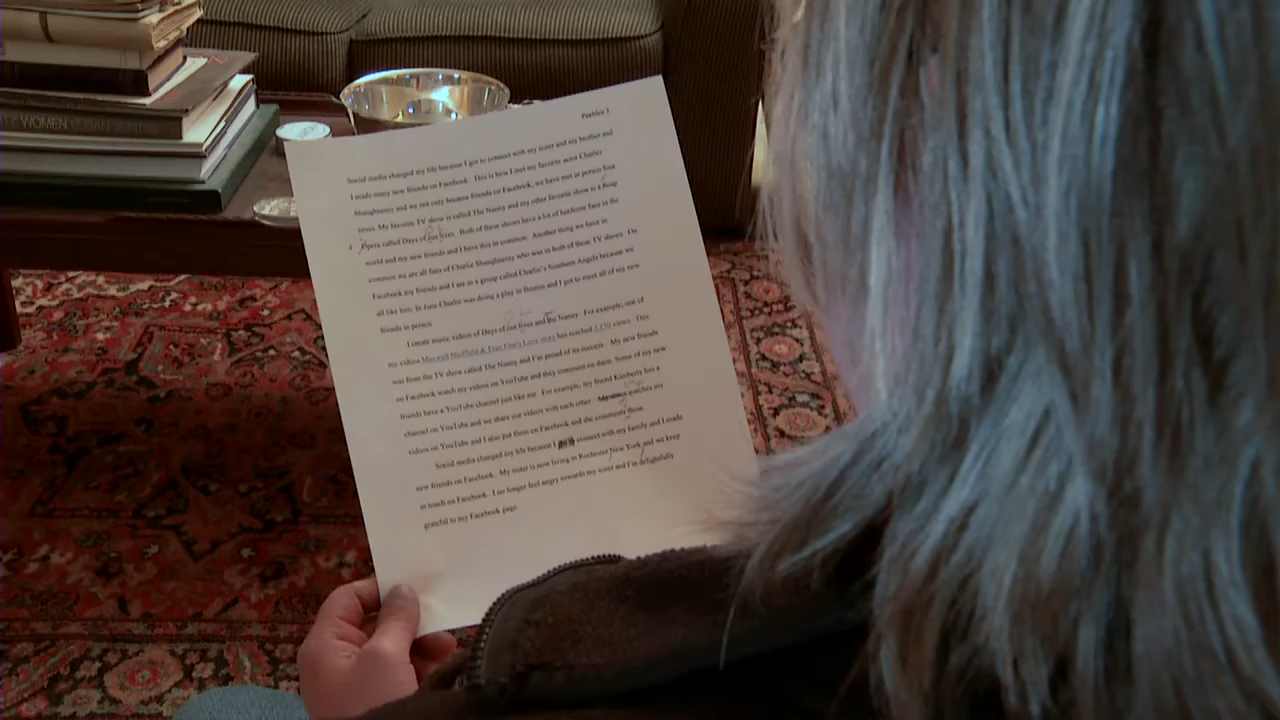 WOMEN SUSAN SONTAG
Peebles 3
Social media changed my life because I got to connect with my sister and my brother and
I made many new friends on Facebook. This is how I met my favorite actor Charles
Shaughnessy and we not only became friends on Facebook, we have met in person four
times. My favorite TV show is called The Nanny and my other favorite show is a Soap
Opera called Days of our lives. Both of these shows have a lot of hardcore fans in the
world and my new friends and I have this in common. Another thing we have in
common we are all fans of Charlie Shaughnessy who was in both of these TV shows. On
Facebook my friends and I are in a group called Charlie's Southern Angels because we
all like him. In June Charlie was doing a play in Boston and I got to meet all of my new
friends in person
I create music videos of Days of our lives and the Nanny. For example, one of
my videos Maxwell Sheffield & Fran Fine's Love story has reached 3,170 views. This
was from the TV show called The Nanny and I'm proud of its success. My new friends
on Facebook watch my videos on YouTube and they comment on them. Some of my new
friends have a YouTube channel just like me. For example, my friend Kimberly has a
channel on YouTube and we share our videos with each other. watches my
videos on YouTube and I also put them on Facebook and she comments those.
Social media changed my life because I connect with my family and I made
new friends on Facebook. My sister is now living in Rochester New York and we keep
in touch on Facebook. I no longer feel angry towards my sister and I'm delightfully
grateful to my Facebook page.